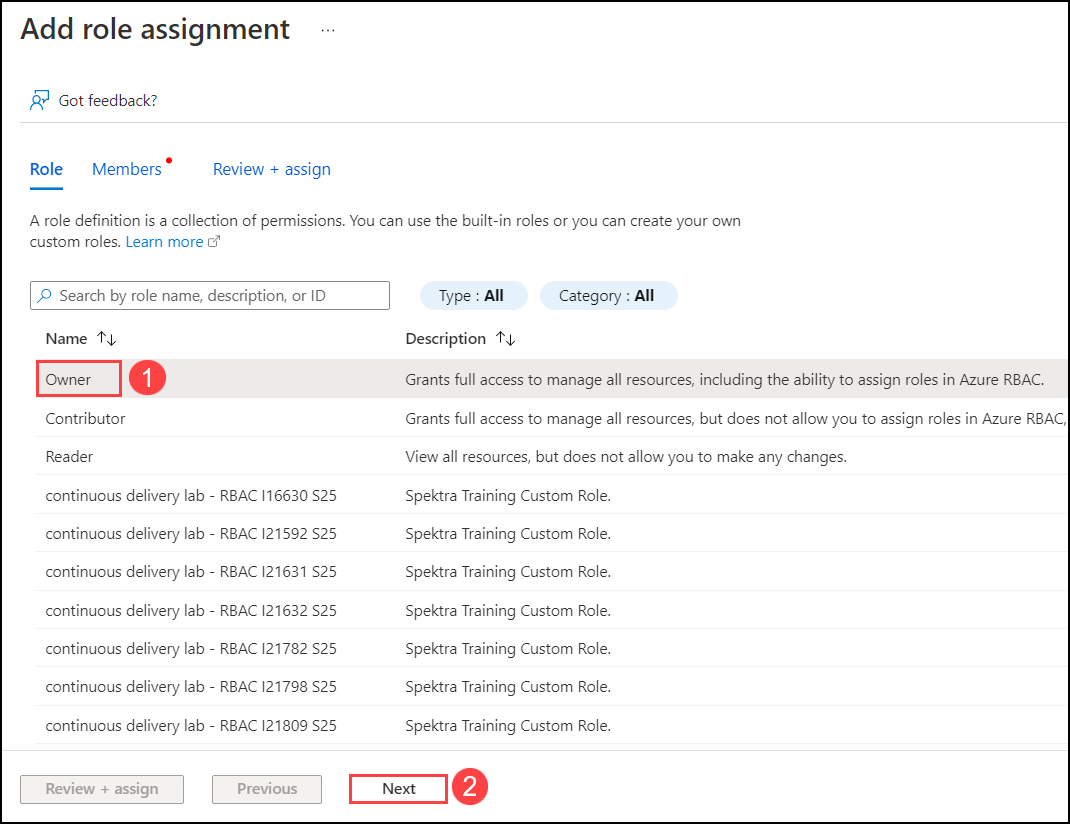 Add role assignment ...
Got feedback?
Role Members Review + assign
A role definition is a collection of permissions. You can use the built-in roles or you can create your own
custom roles. Learn more
Search by role name, description, or ID Type : All Category : All
Name ↑↓ Description ↑↓
Owner 1 Grants full access to manage all resources, including the ability to assign roles in Azure RBAC.
Contributor Grants full access to manage all resources, but does not allow you to assign roles in Azure RBAC,
Reader View all resources, but does not allow you to make any changes.
continuous delivery lab - RBAC I16630 S25 Spektra Training Custom Role.
continuous delivery lab - RBAC I21592 S25 Spektra Training Custom Role.
continuous delivery lab - RBAC I21631 S25 Spektra Training Custom Role.
continuous delivery lab - RBAC I21632 S25 Spektra Training Custom Role.
continuous delivery lab - RBAC I21782 S25 Spektra Training Custom Role.
continuous delivery lab - RBAC I21798 S25 Spektra Training Custom Role.
continuous delivery lab - RBAC I21809 S25 Spektra Training Custom Role.
Review + assign Previous Next 2